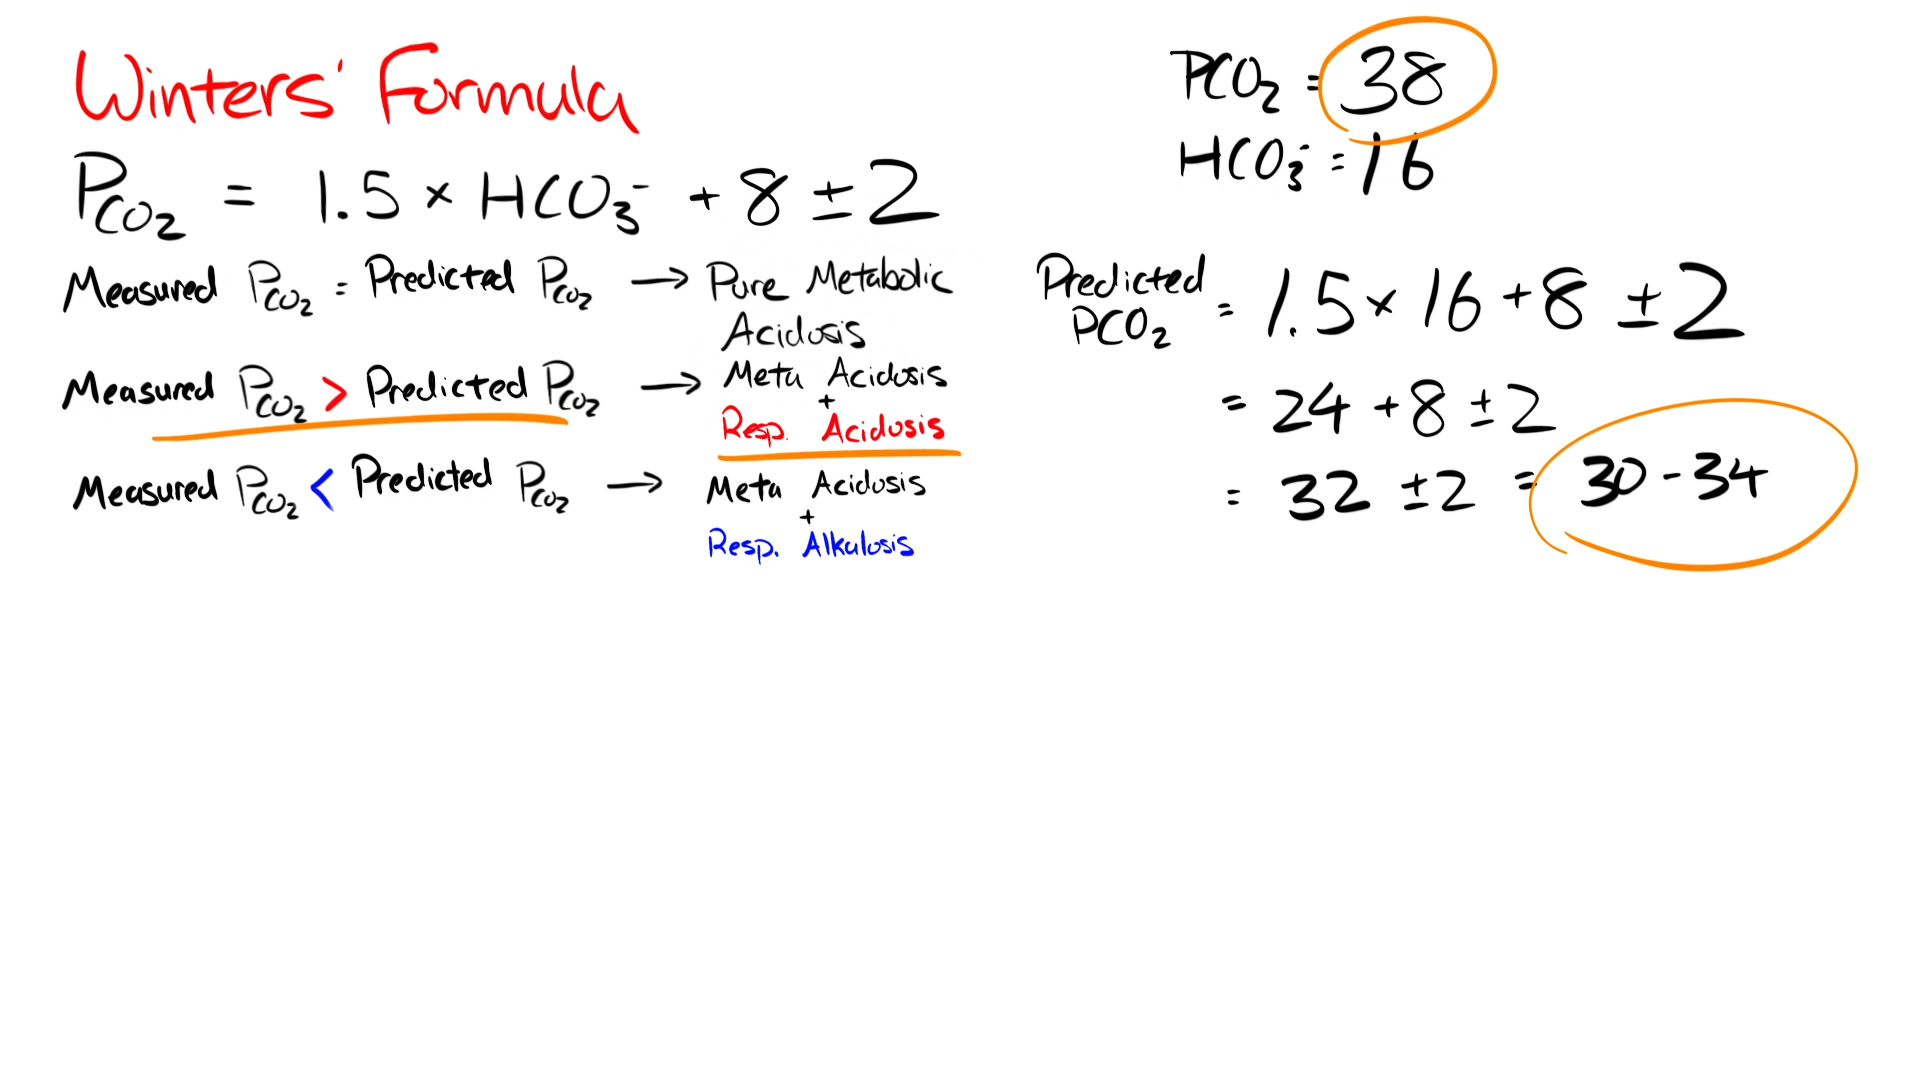 Winters' Formula
PCO₂ = 1.5 × HCO₃⁻ + 8 ± 2
Measured PCO₂ = Predicted PCO₂ → Pure Metabolic
Acidosis
Measured PCO₂ > Predicted PCO₂ → Meta Acidosis
+
Resp. Acidosis
Measured PCO₂ < Predicted PCO₂ → Meta Acidosis
+
Resp. Alkalosis
PCO₂ = 38
HCO₃⁻ = 16
Predicted
PCO₂ = 1.5 × 16 + 8 ± 2
= 24 + 8 ± 2
= 32 ± 2 = 30 - 34